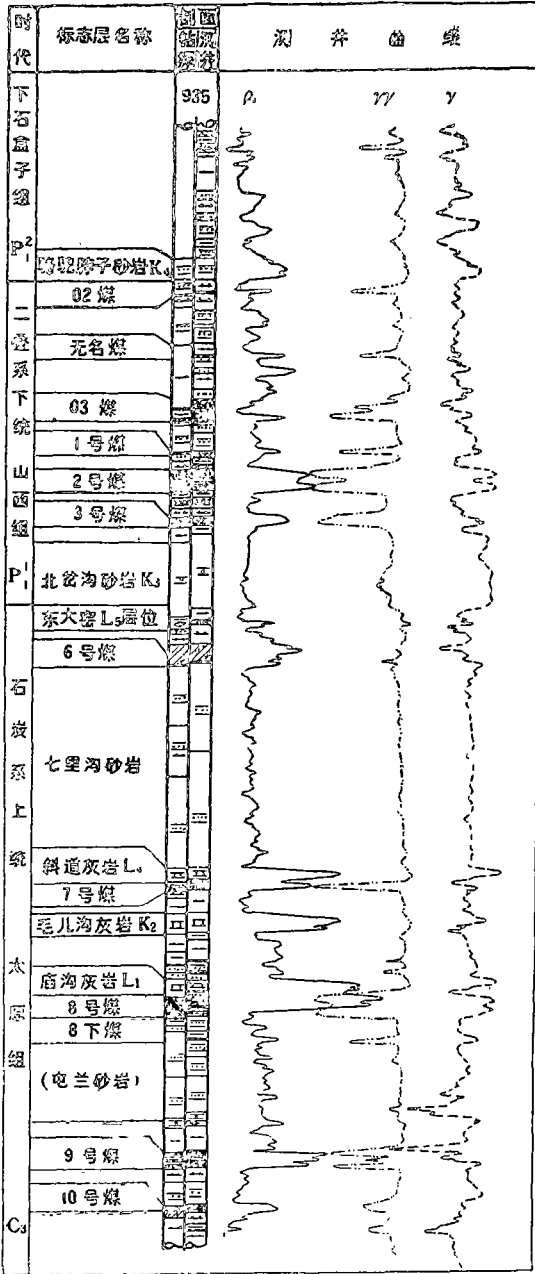 时代
标志层名称
剖面
钻探
测井
测 井 曲 线
935
ρs
γγ
γ
下石盒子组
P²₁
骆驼脖子砂岩K₄
02煤
无名煤
03 煤
1号煤
2号煤
3号煤
二叠系下统山西组
P¹₁
北岔沟砂岩K₃
东大窑L₅层位
6号煤
七里沟砂岩
斜道灰岩L₄
7号煤
毛儿沟灰岩K₂
庙沟灰岩L₁
8号煤
8下煤
(屯兰砂岩)
9号煤
10号煤
石炭系上统
太原组
C₃